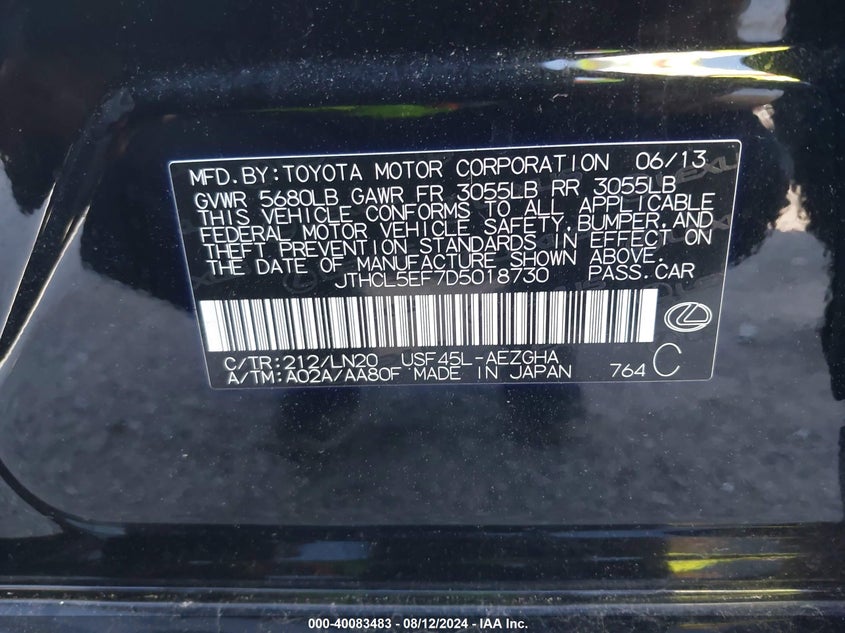 MFD.BY:TOYOTA MOTOR CORPORATION 06/13
GVWR 5680LB GAWR FR 3055LB RR 3055LB
THIS VEHICLE CONFORMS TO ALL APPLICABLE
FEDERAL MOTOR VEHICLE SAFETY,BUMPER,AND
THEFT PREVENTION STANDARDS IN EFFECT ON
THE DATE OF MANUFACTURE SHOWN ABOVE.
JTHCL5EF7D5018730 PASS.CAR
C/TR:212/LN20 USF45L-AEZGHA
A/TM:A02A/AA80F MADE IN JAPAN 764 C
000-40083483 - 08/12/2024 - IAA Inc.